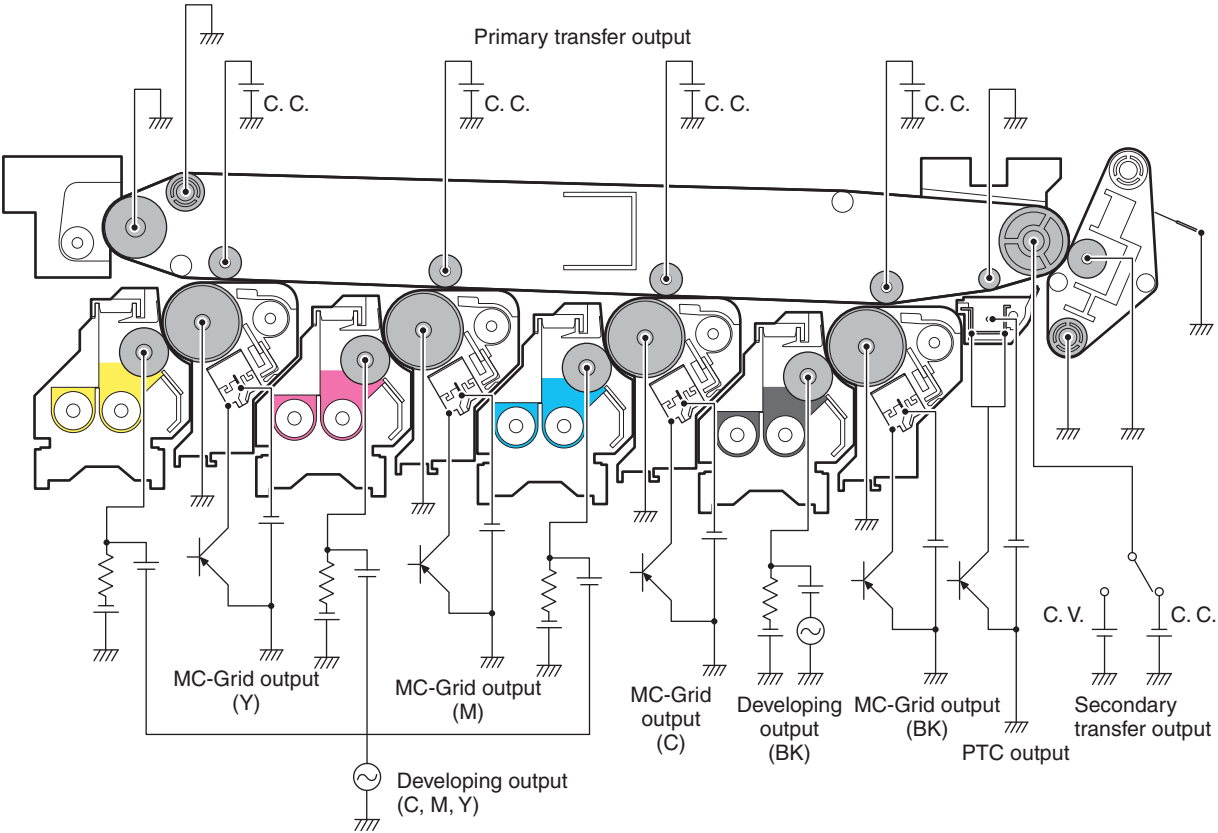 Primary transfer output
C. C.
C. C.
C. C.
C. C.
C. V.
C. C.
MC-Grid output
(Y)
MC-Grid output
(M)
MC-Grid
output
(C)
Developing
output
(BK)
MC-Grid output
(BK)
PTC output
Secondary
transfer output
Developing output
(C, M, Y)